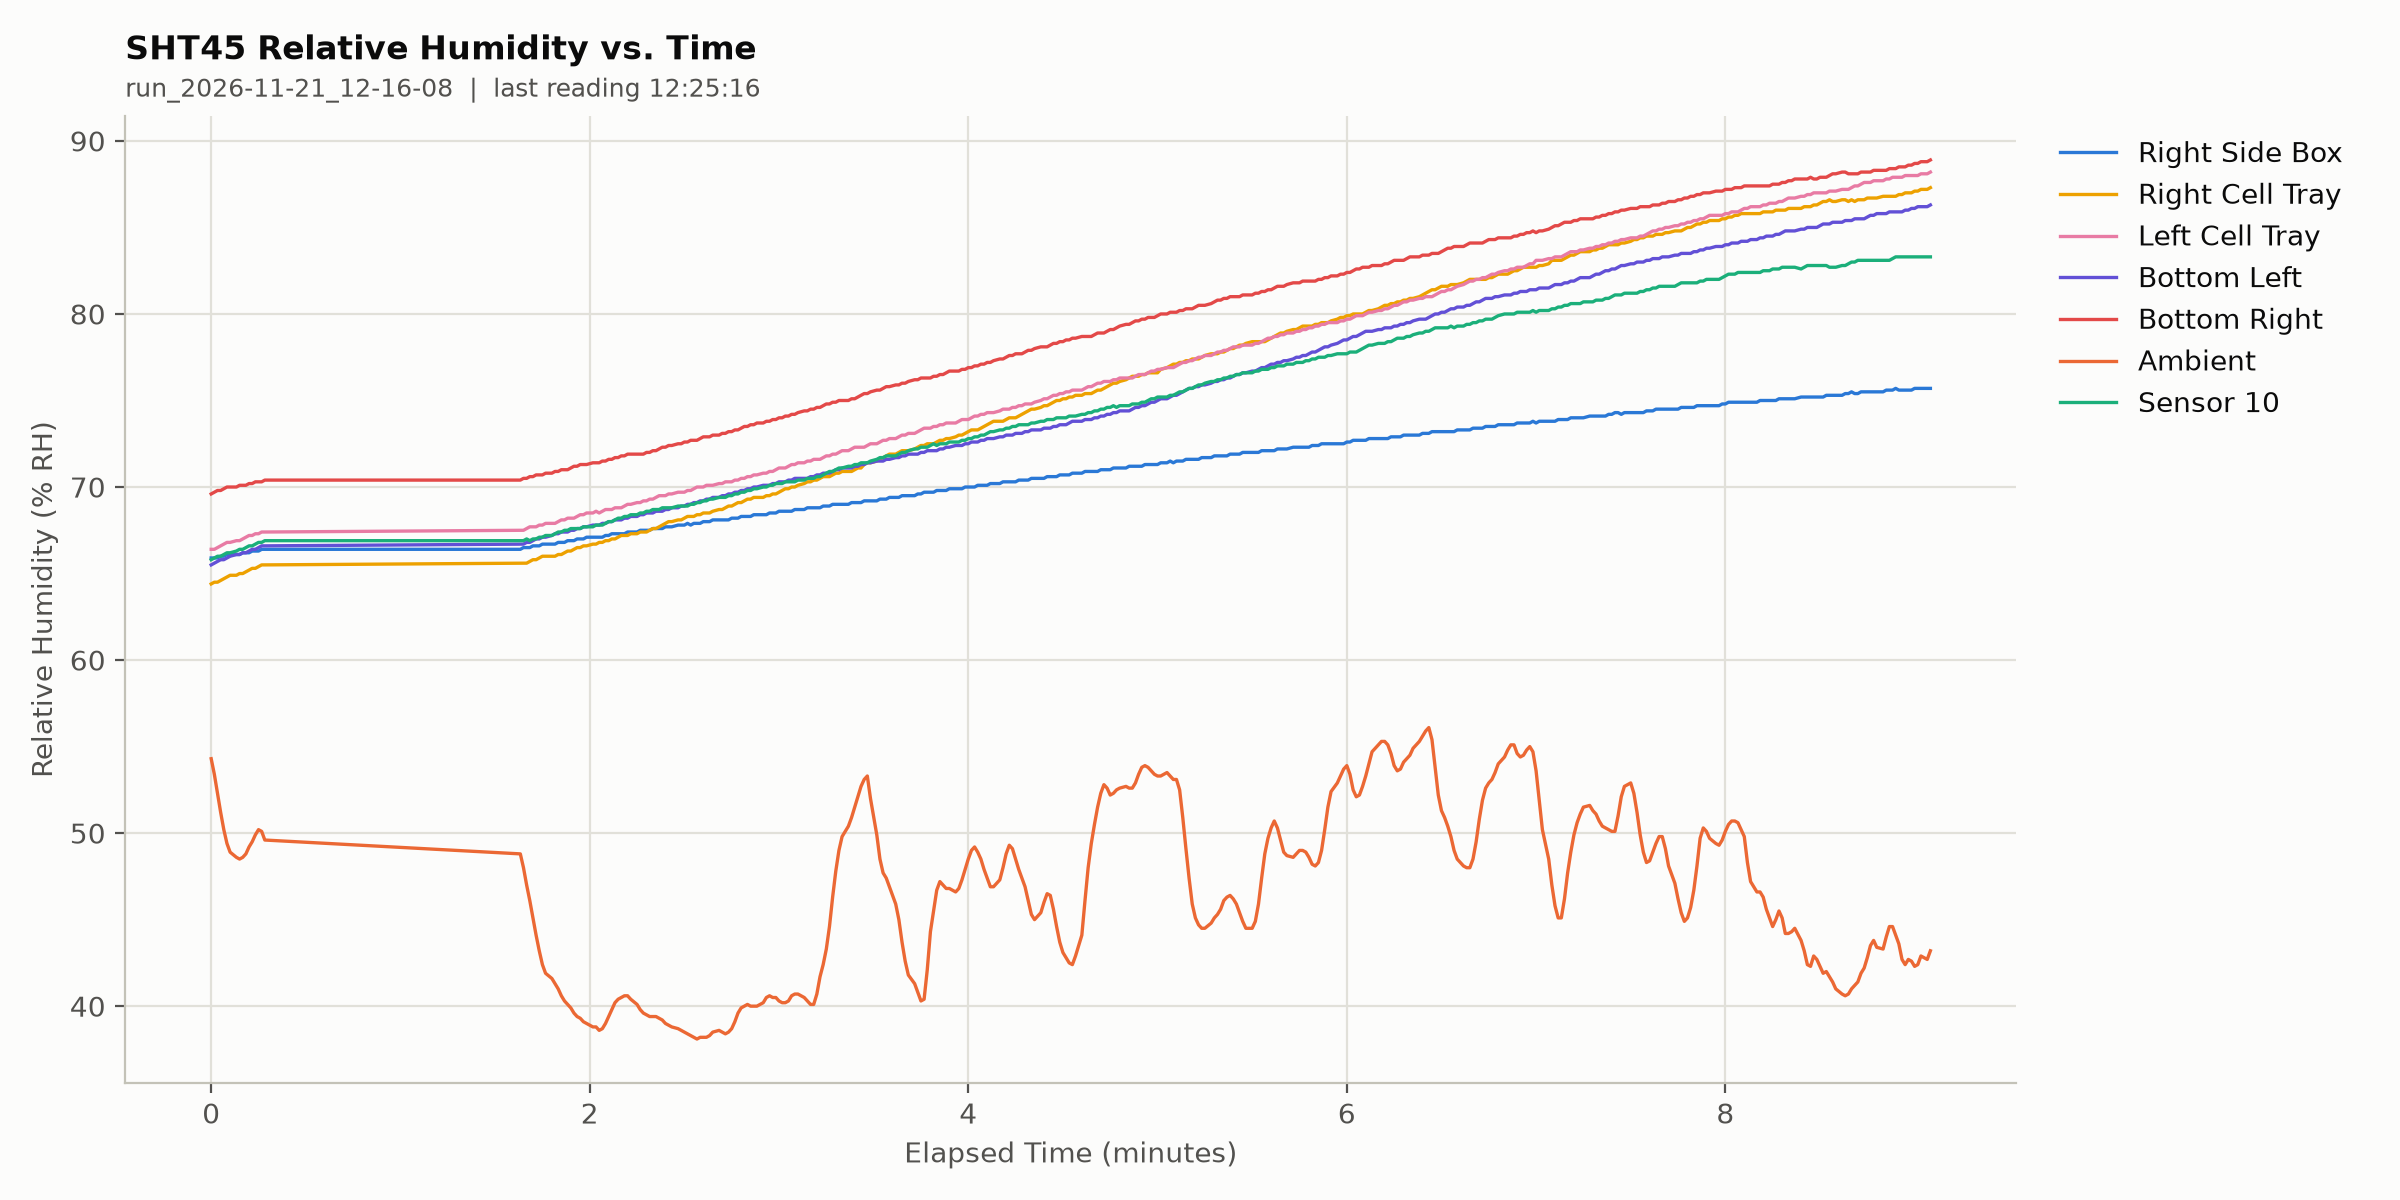 SHT45 Relative Humidity vs. Time
run_2026-11-21_12-16-08 | last reading 12:25:16
90
80
70
60
50
40
Relative Humidity (% RH)
0 2 4 6 8
Elapsed Time (minutes)
Right Side Box
Right Cell Tray
Left Cell Tray
Bottom Left
Bottom Right
Ambient
Sensor 10